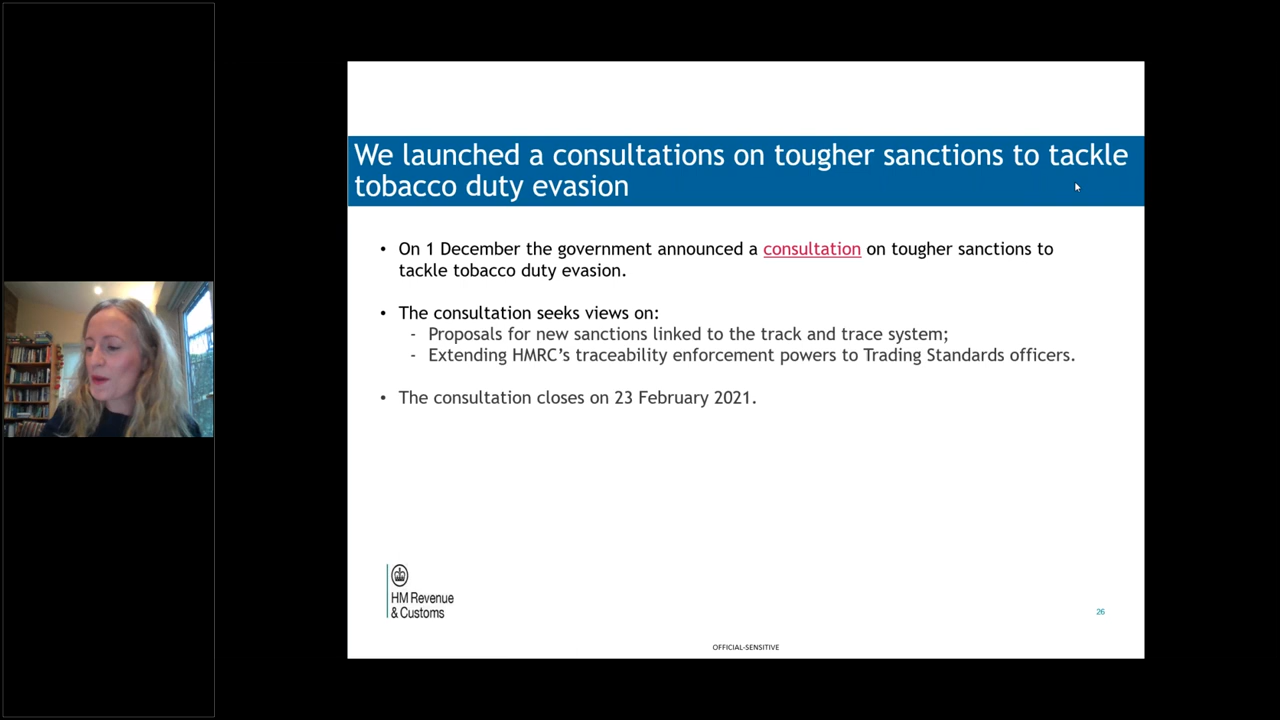 We launched a consultations on tougher sanctions to tackle
tobacco duty evasion
• On 1 December the government announced a consultation on tougher sanctions to
tackle tobacco duty evasion.
• The consultation seeks views on:
- Proposals for new sanctions linked to the track and trace system;
- Extending HMRC’s traceability enforcement powers to Trading Standards officers.
• The consultation closes on 23 February 2021.
HM Revenue
& Customs
26
OFFICIAL-SENSITIVE